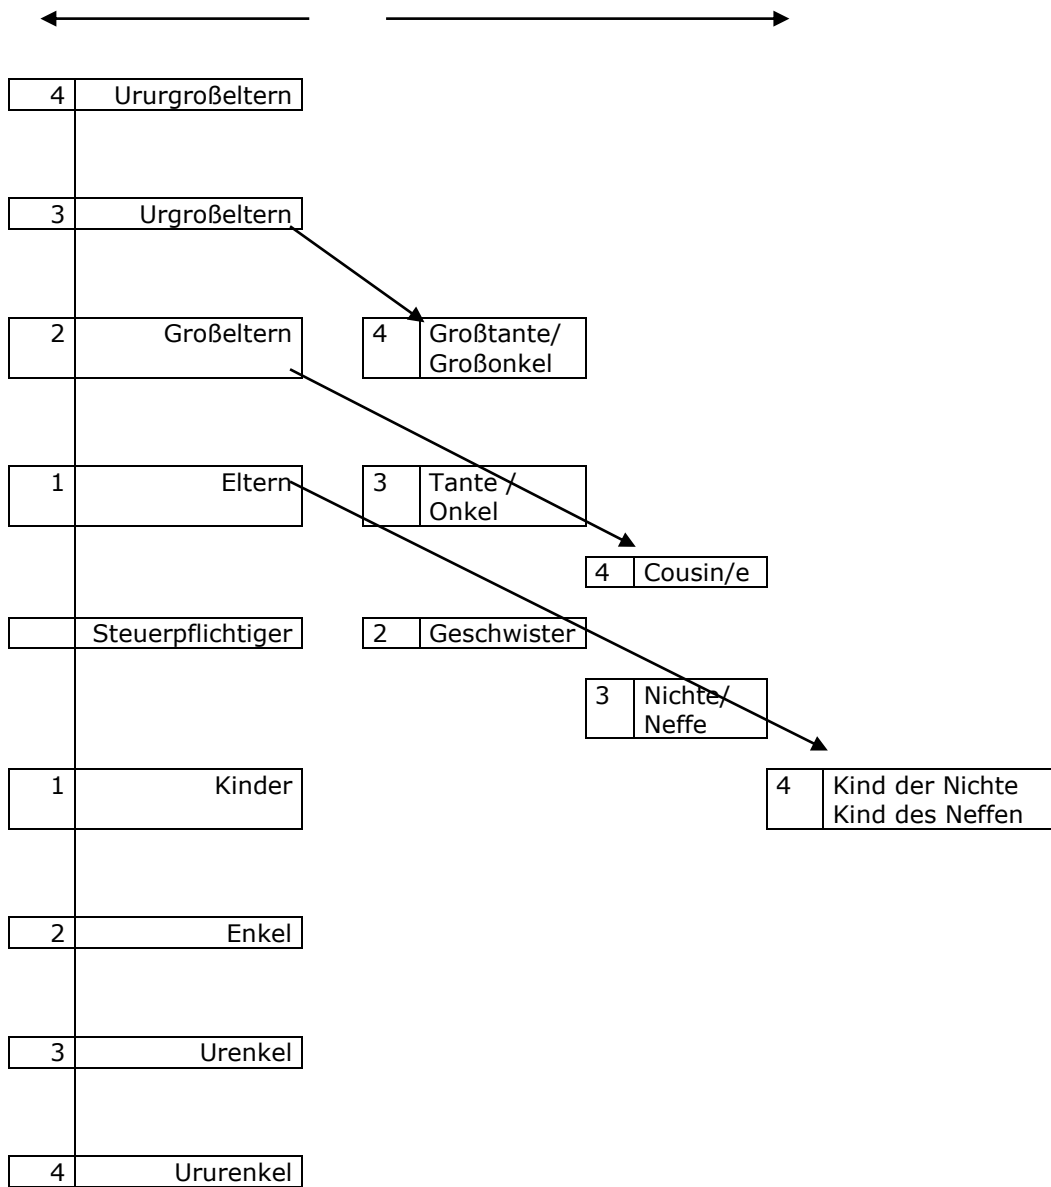 4 Ururgroßeltern
3 Urgroßeltern
2 Großeltern 4 Großtante/
Großonkel
1 Eltern 3 Tante /
Onkel
4 Cousin/e
Steuerpflichtiger 2 Geschwister
3 Nichte/
Neffe
1 Kinder 4 Kind der Nichte
Kind des Neffen
2 Enkel
3 Urenkel
4 Ururenkel